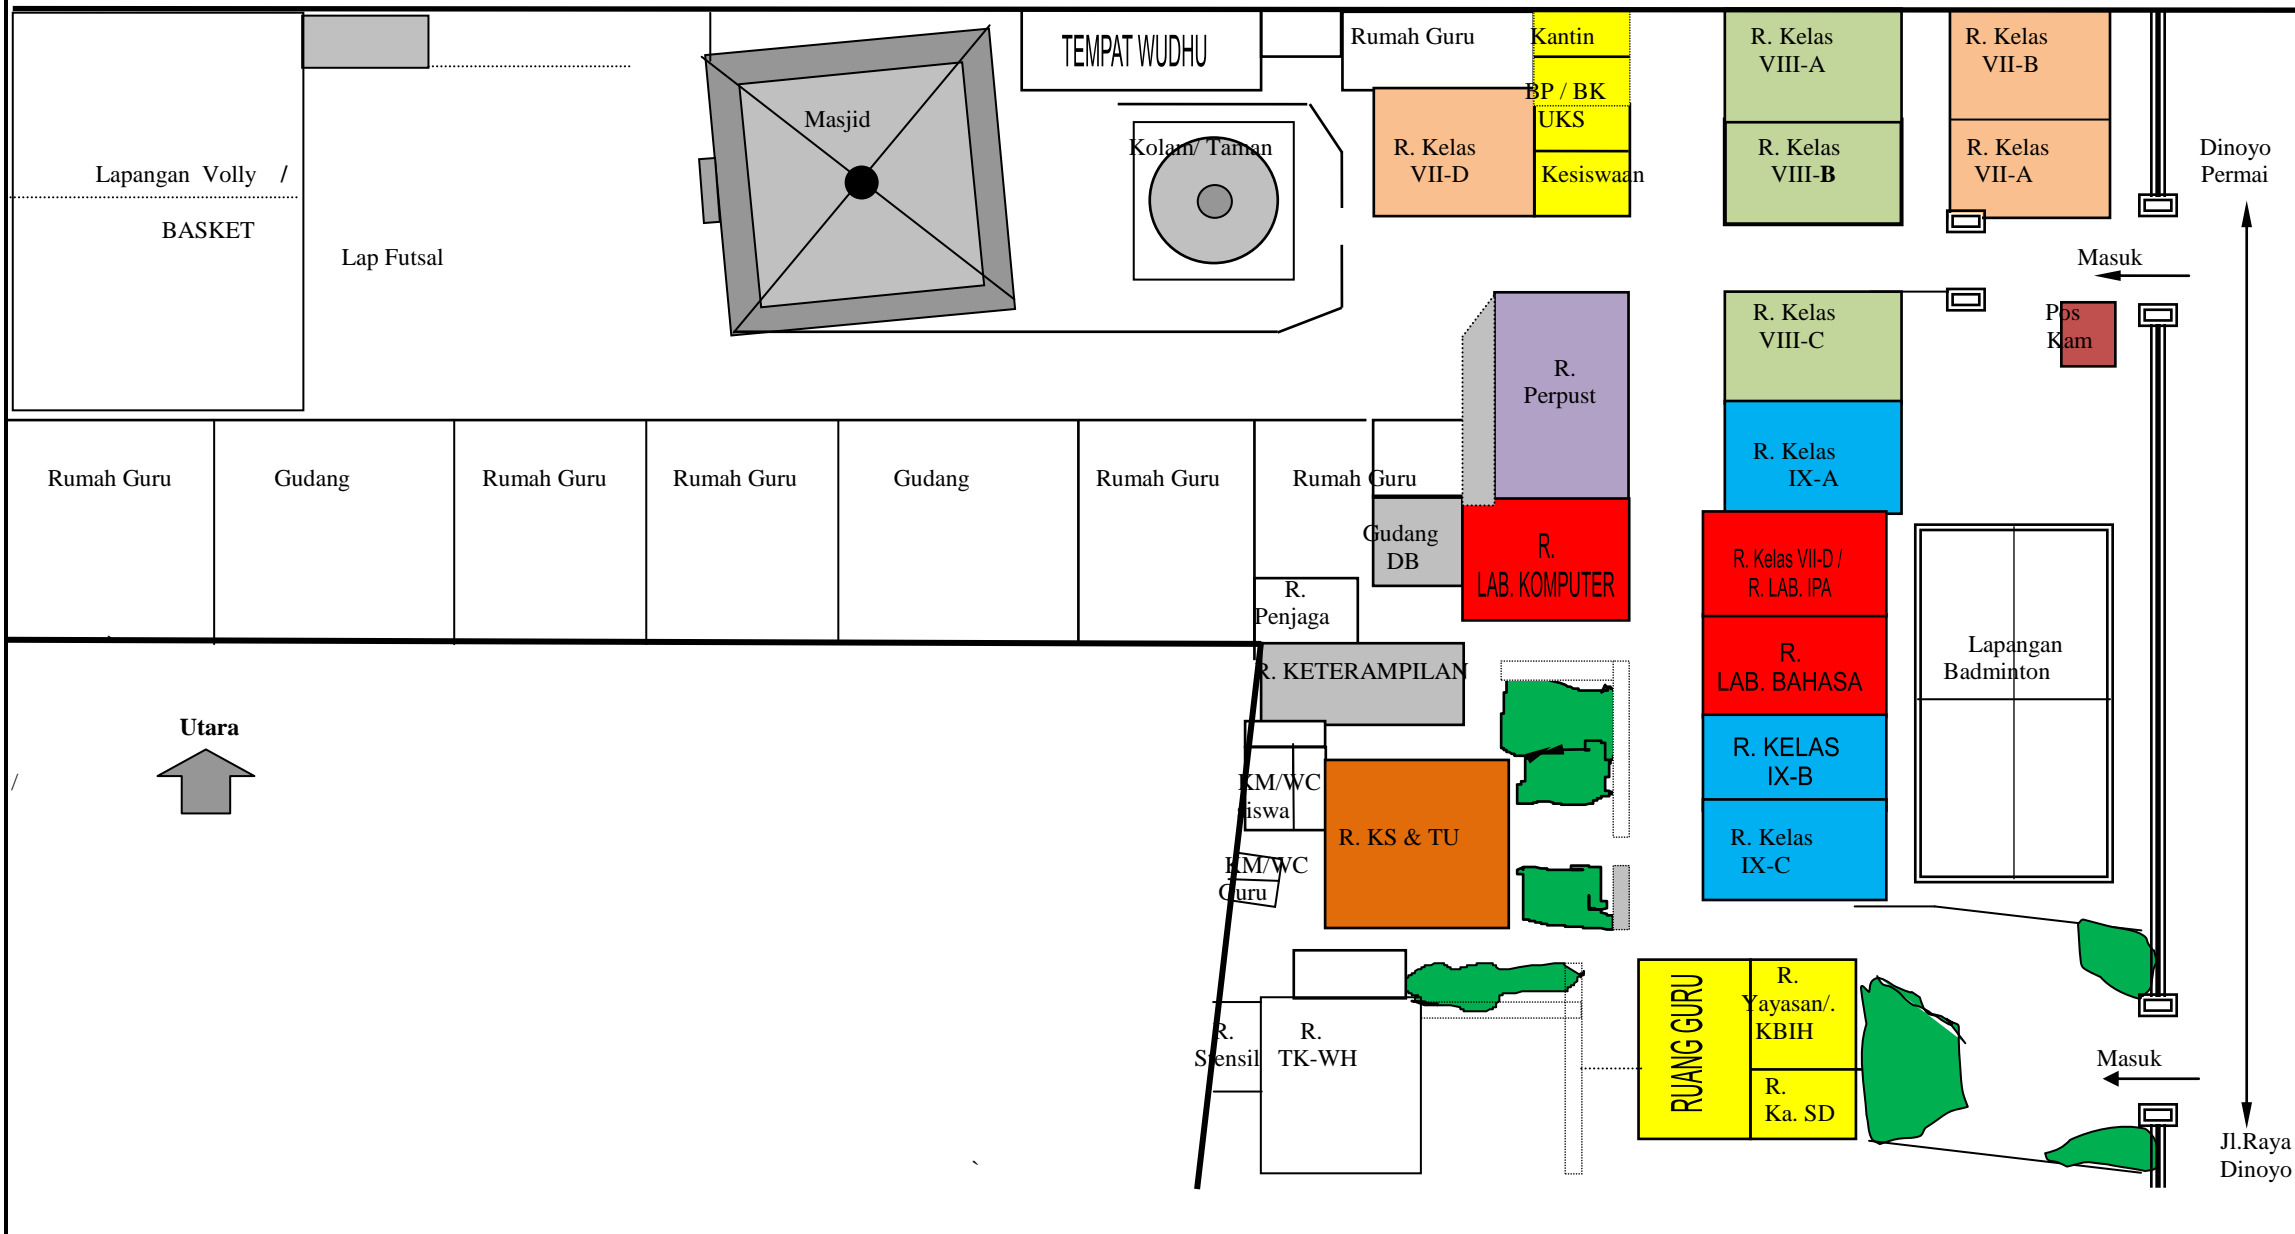 TEMPAT WUDHU
Rumah Guru
Kantin
R. Kelas
VIII-A
R. Kelas
VII-B
BP / BK
UKS
Masjid
Kolam/ Taman
R. Kelas
VII-D
Kesiswaan
R. Kelas
VIII-B
R. Kelas
VII-A
Dinoyo
Permai
Lapangan Volly /
BASKET
Lap Futsal
Masuk
R. Kelas
VIII-C
Pos
Kam
R.
Perpust
R. Kelas
IX-A
Rumah Guru
Gudang
Rumah Guru
Rumah Guru
Gudang
Rumah Guru
Rumah Guru
Gudang
DB
R.
LAB. KOMPUTER
R. Kelas VII-D /
R. LAB. IPA
R.
Penjaga
R. KETERAMPILAN
R.
LAB. BAHASA
Lapangan
Badminton
Utara
/
KM/WC
siswa
R. KELAS
IX-B
R. KS & TU
R. Kelas
IX-C
KM/WC
Guru
R.
Stensil
R.
TK-WH
RUANG GURU
R.
Yayasan/.
KBIH
R.
Ka. SD
Masuk
Jl.Raya
Dinoyo
`